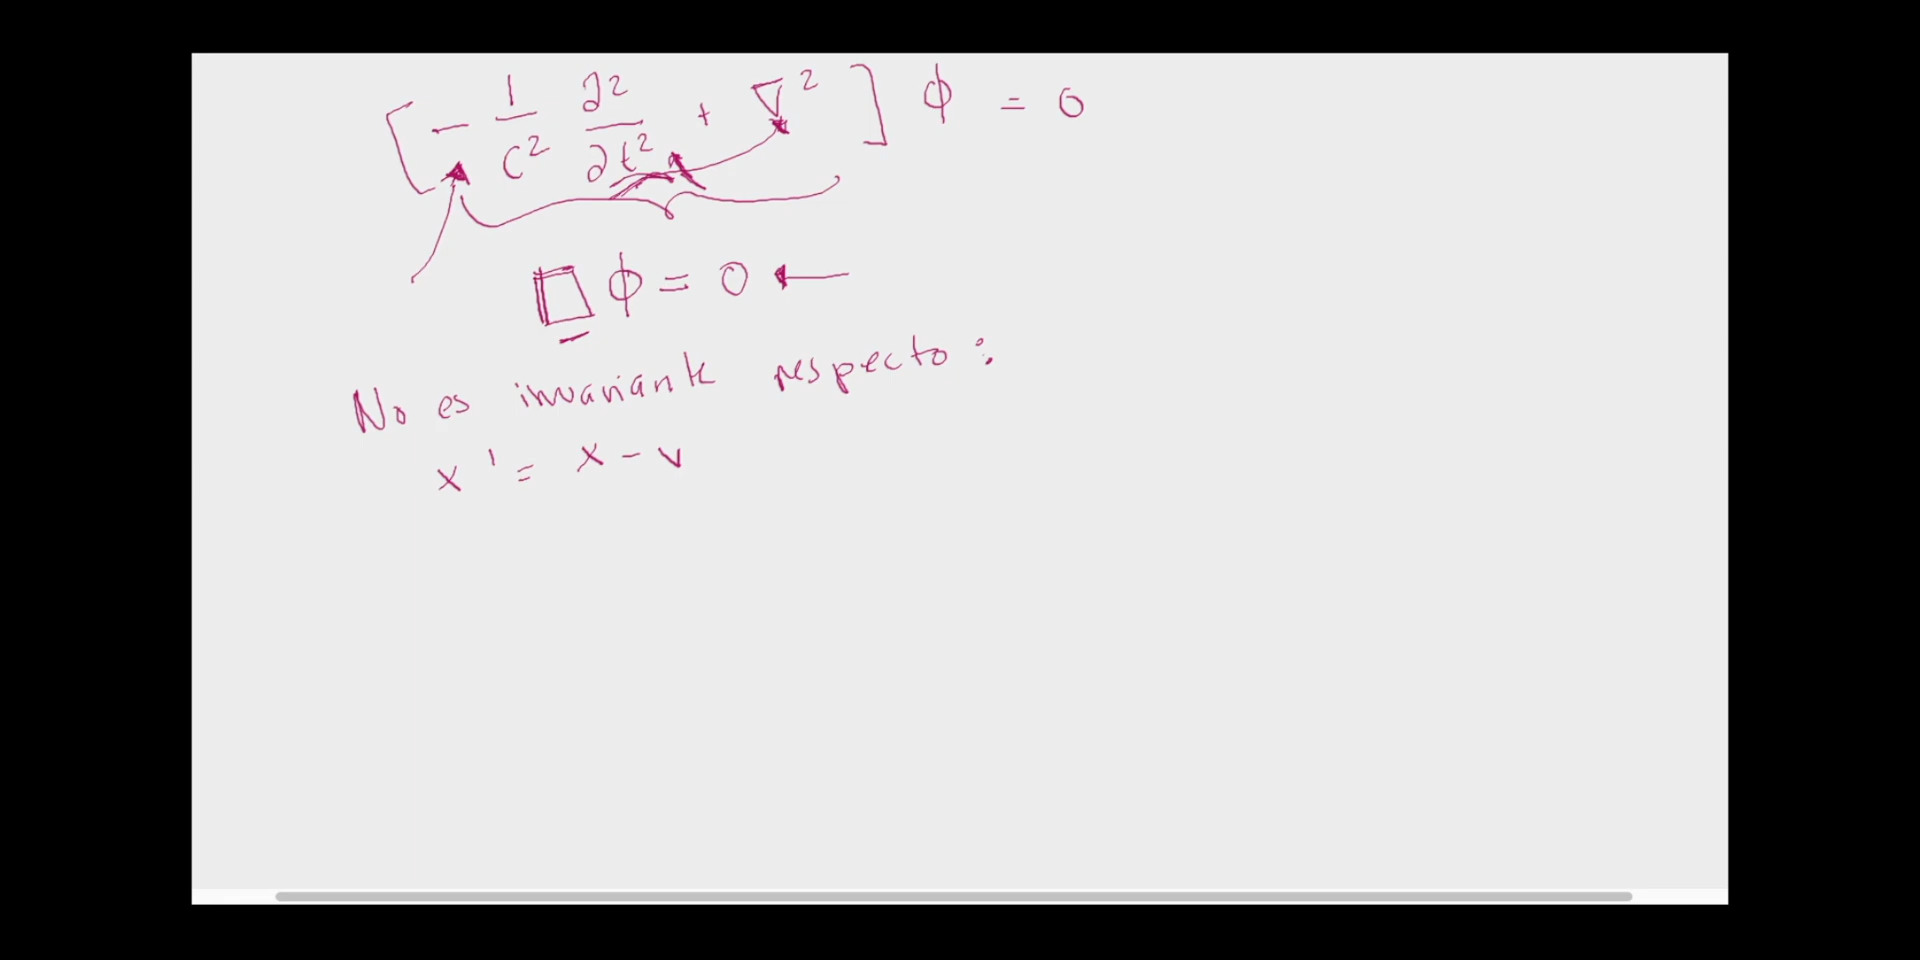 [- 1/c² ∂²/∂t² + ∇²] ϕ = 0
□ ϕ = 0
No es invariante respecto:
x' = x - v